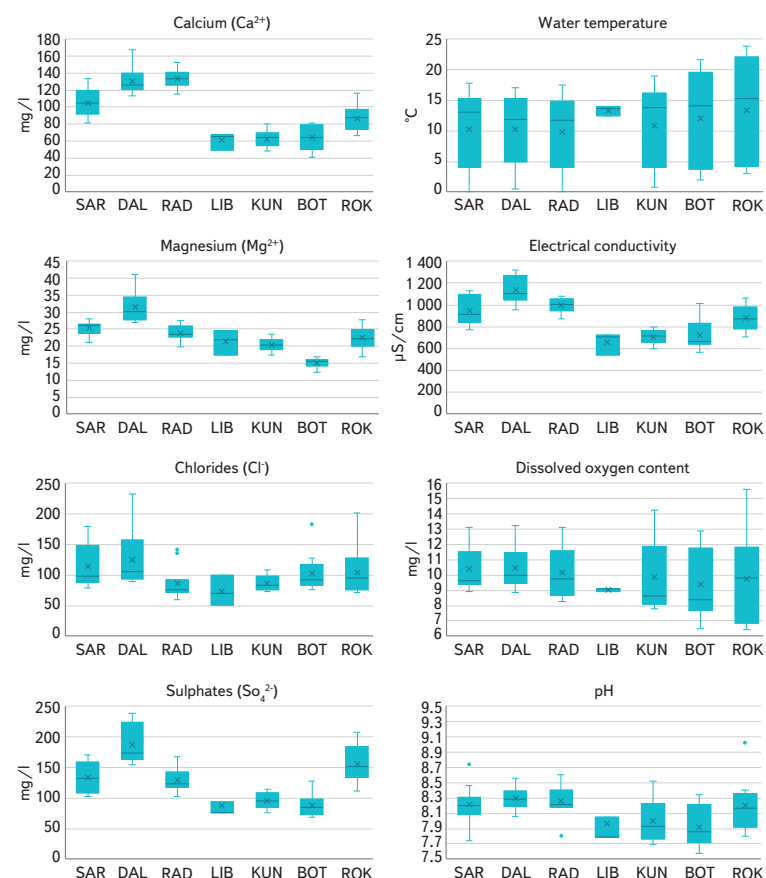 Calcium (Ca²⁺)
mg/l
180
160
140
130
100
80
60
40
20
0
SAR DAL RAD LIB KUN BOT ROK
Water temperature
°C
25
20
15
10
5
0
SAR DAL RAD LIB KUN BOT ROK
Magnesium (Mg²⁺)
mg/l
45
40
35
30
25
20
15
10
5
0
SAR DAL RAD LIB KUN BOT ROK
Electrical conductivity
µS/cm
1 400
1 200
1 000
800
600
400
200
0
SAR DAL RAD LIB KUN BOT ROK
Chlorides (Cl⁻)
mg/l
250
200
150
100
50
0
SAR DAL RAD LIB KUN BOT ROK
Dissolved oxygen content
mg/l
16
15
14
13
12
11
10
9
8
7
6
SAR DAL RAD LIB KUN BOT ROK
Sulphates (So₄²⁻)
mg/l
250
200
150
100
50
0
SAR DAL RAD LIB KUN BOT ROK
pH
9.5
9.3
9.1
8.9
8.7
8.5
8.3
8.1
7.9
7.7
7.5
SAR DAL RAD LIB KUN BOT ROK